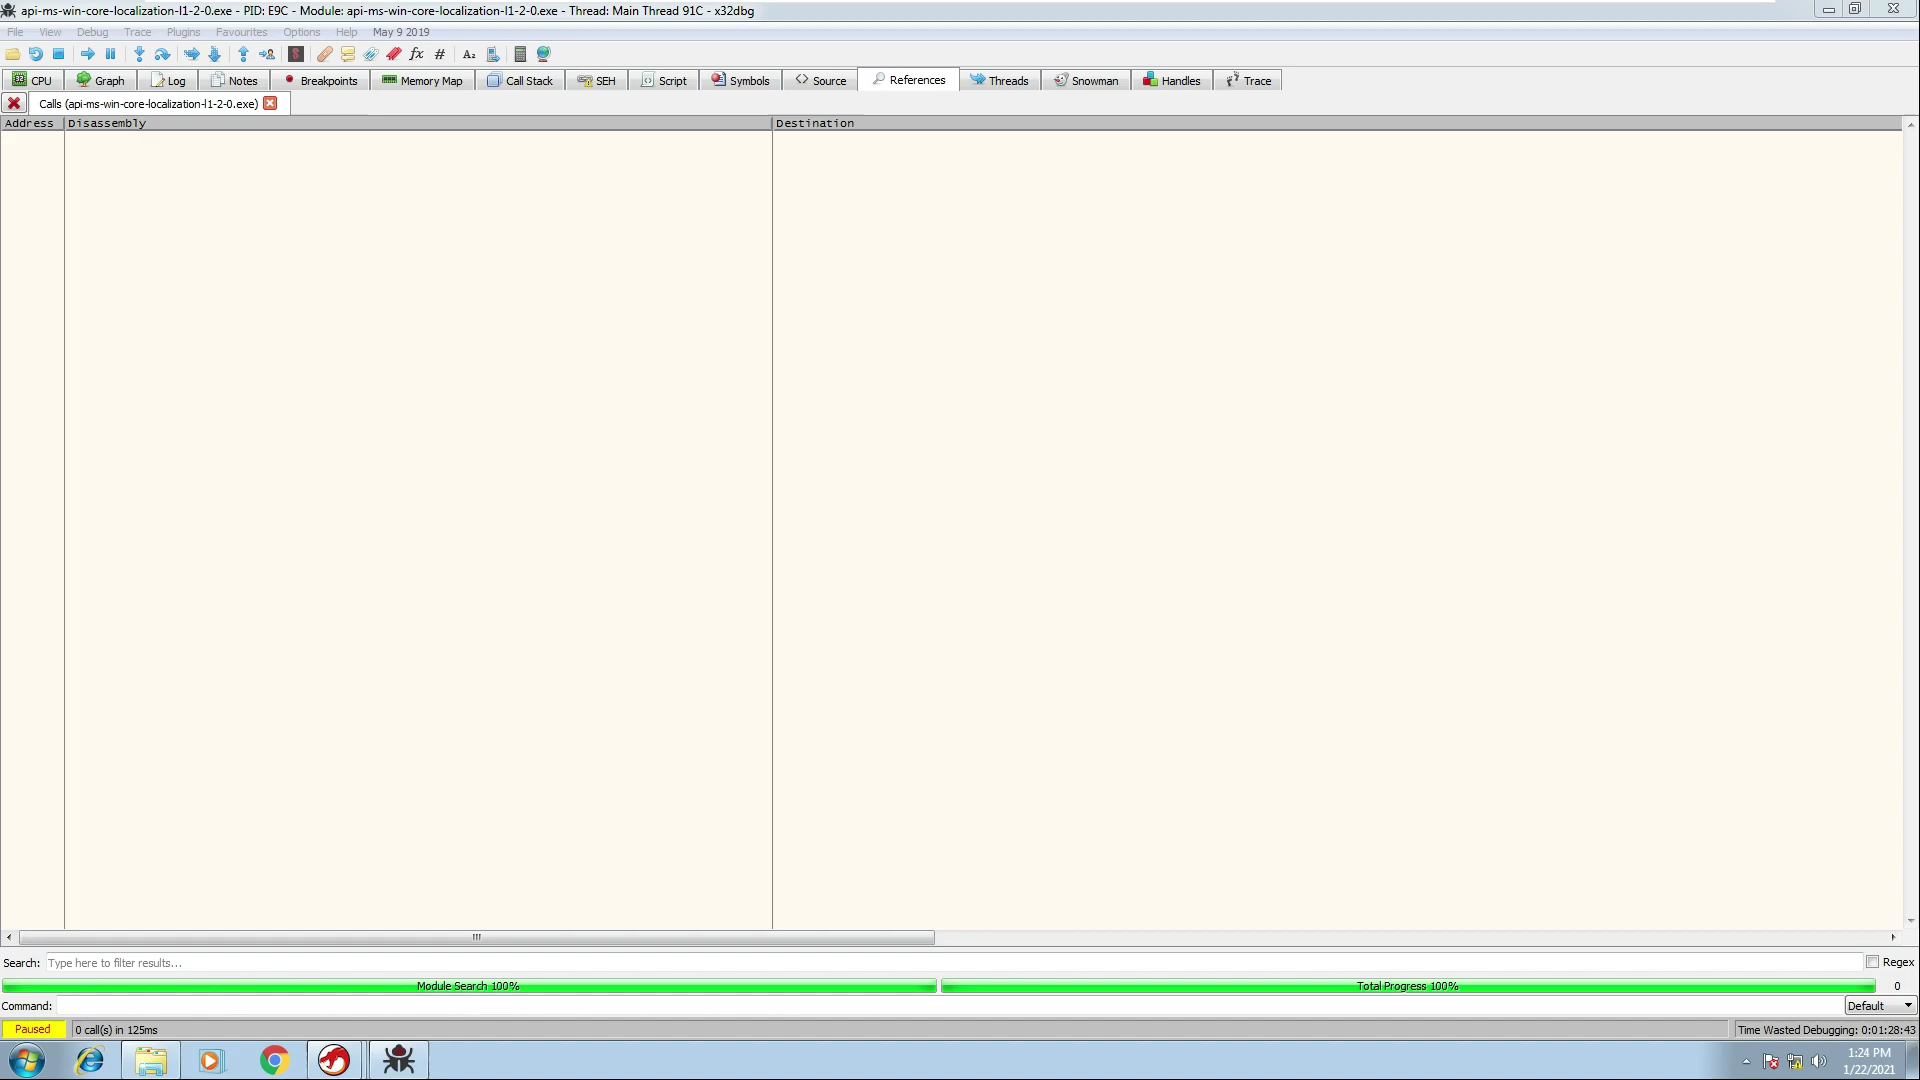 api-ms-win-core-localization-l1-2-0.exe - PID: E9C - Module: api-ms-win-core-localization-l1-2-0.exe - Thread: Main Thread 91C - x32dbg
File View Debug Trace Plugins Favourites Options Help May 9 2019
CPU Graph Log Notes Breakpoints Memory Map Call Stack SEH Script Symbols Source References Threads Snowman Handles Trace
Calls (api-ms-win-core-localization-l1-2-0.exe)
Address Disassembly Destination
Search: Type here to filter results... Regex
Module Search 100% Total Progress 100% 0
Command: Default
Paused 0 call(s) in 125ms Time Wasted Debugging: 0:01:28:43
1:24 PM
1/22/2021